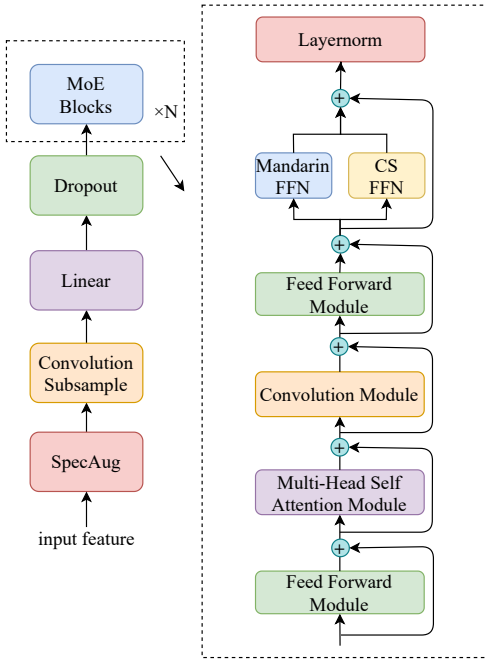 MoE
Blocks
×N
Dropout
Linear
Convolution
Subsample
SpecAug
input feature
Layernorm
+
Mandarin
FFN
CS
FFN
+
Feed Forward
Module
+
Convolution Module
+
Multi-Head Self
Attention Module
+
Feed Forward
Module